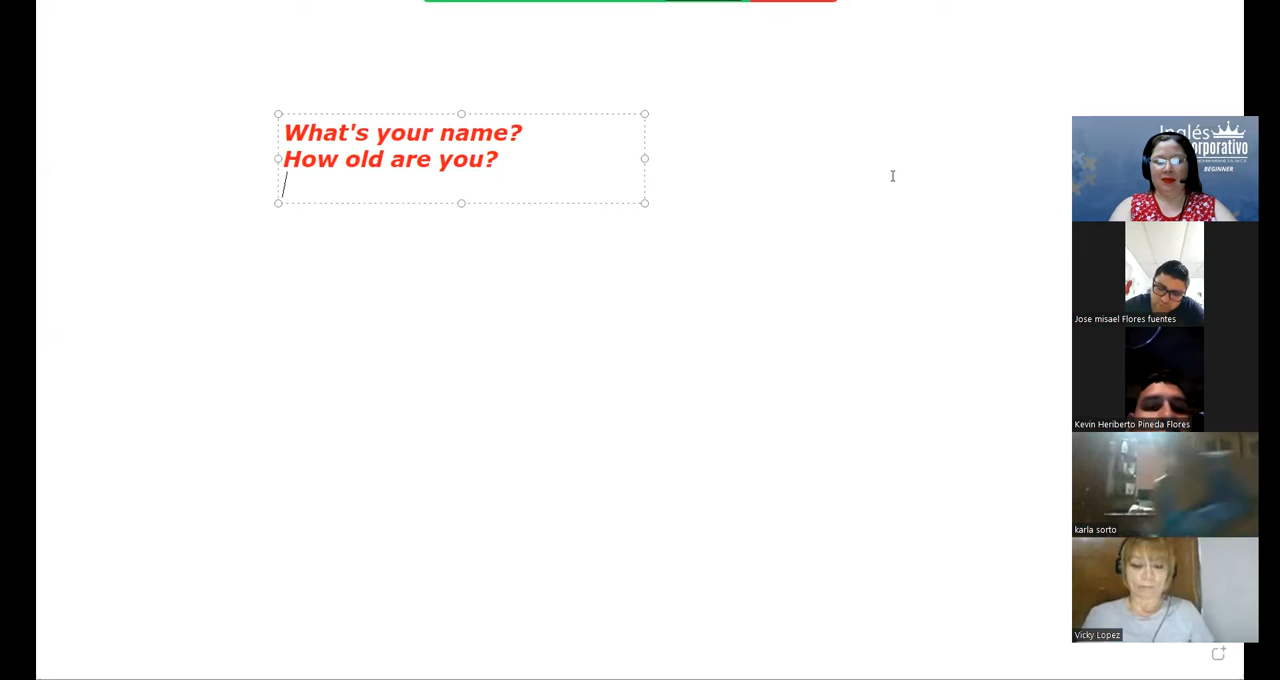 What's your name?
How old are you?
Inglés
BEGINNER
Jose misael Flores fuentes
Kevin Heriberto Pineda Flores
karla sorto
Vicky Lopez